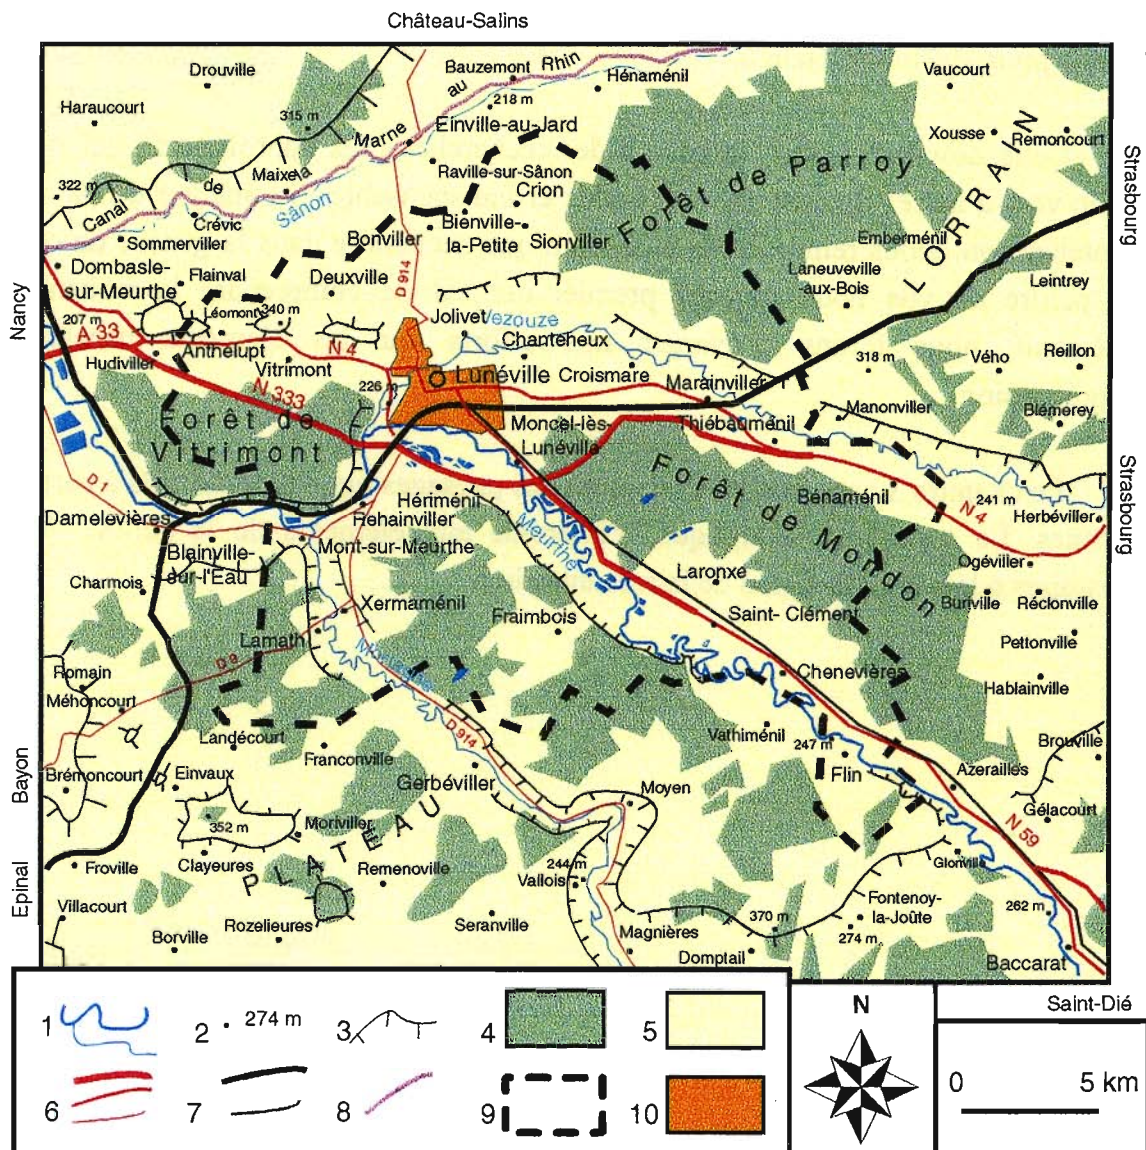 Château-Salins
Drouville
Bauzemont
Rhin
au
Hénaménil
Vaucourt
Haraucourt
315 m
218 m
Marne
Einville-au-Jard
Xousse
Remoncourt
LORRAIN
Strasbourg
Maixe
la
de
Canal
322 m
Raville-sur-Sânon
Crion
Forêt de Parroy
Sânon
Crévic
Sommerviller
Bonviller
Bienville-
la-Petite
Sionviller
Emberménil
Dombasle-
sur-Meurthe
Flainval
Deuxville
D 914
Laneuveville
aux-Bois
Leintrey
Nancy
207 m
Léomont
340 m
Jolivet
Vezouze
A 33
Hudiviller
Anthelupt
N 4
Chanteheux
318 m
Vého
Reillon
Vitrimont
226 m
Lunéville
Croismare
Marainviller
N 333
Manonviller
Blémerey
Forêt de
Vitrimont
Moncel-lès-
Lunéville
Thiébauménil
Strasbourg
D 1
Hériménil
Forêt de Mondon
Bénaménil
241 m
N 4
Herbéviller
Damelevières
Rehainviller
Meurthe
Blainville-
sur-l'Eau
Mont-sur-Meurthe
Ogéviller
Charmois
Laronxe
Xermaménil
Fraimbois
Saint-Clément
Buriville
Réclonville
Lamath
Pettonville
D 9
Mortagne
Romain
Chenevières
Méhoncourt
Hablainville
Landécourt
D 914
Vathiménil
247 m
Brouville
Franconville
Flin
Bayon
Brémoncourt
Einvaux
Gerbéviller
Azerailles
Moyen
Gélacourt
352 m
Moriviller
N 59
PLATEAU
Froville
Clayeures
Remenoville
244 m
Vallois
Glonville
Epinal
Fontenoy-
la-Joûte
Villacourt
Rozelieures
Seranville
370 m
262 m
274 m
Borville
Magnières
Domptail
Baccarat
1
2
274 m
3
4
5
N
Saint-Dié
6
7
8
9
10
0
5 km